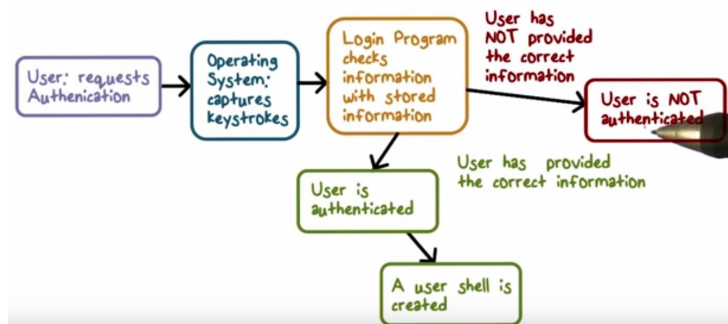 User: requests
Authenication
Operating
System:
captures
keystrokes
Login Program
checks
information
with stored
information
User has
NOT provided
the correct
information
User is NOT
authenticated
User has provided
the correct information
User is
authenticated
A user shell is
created